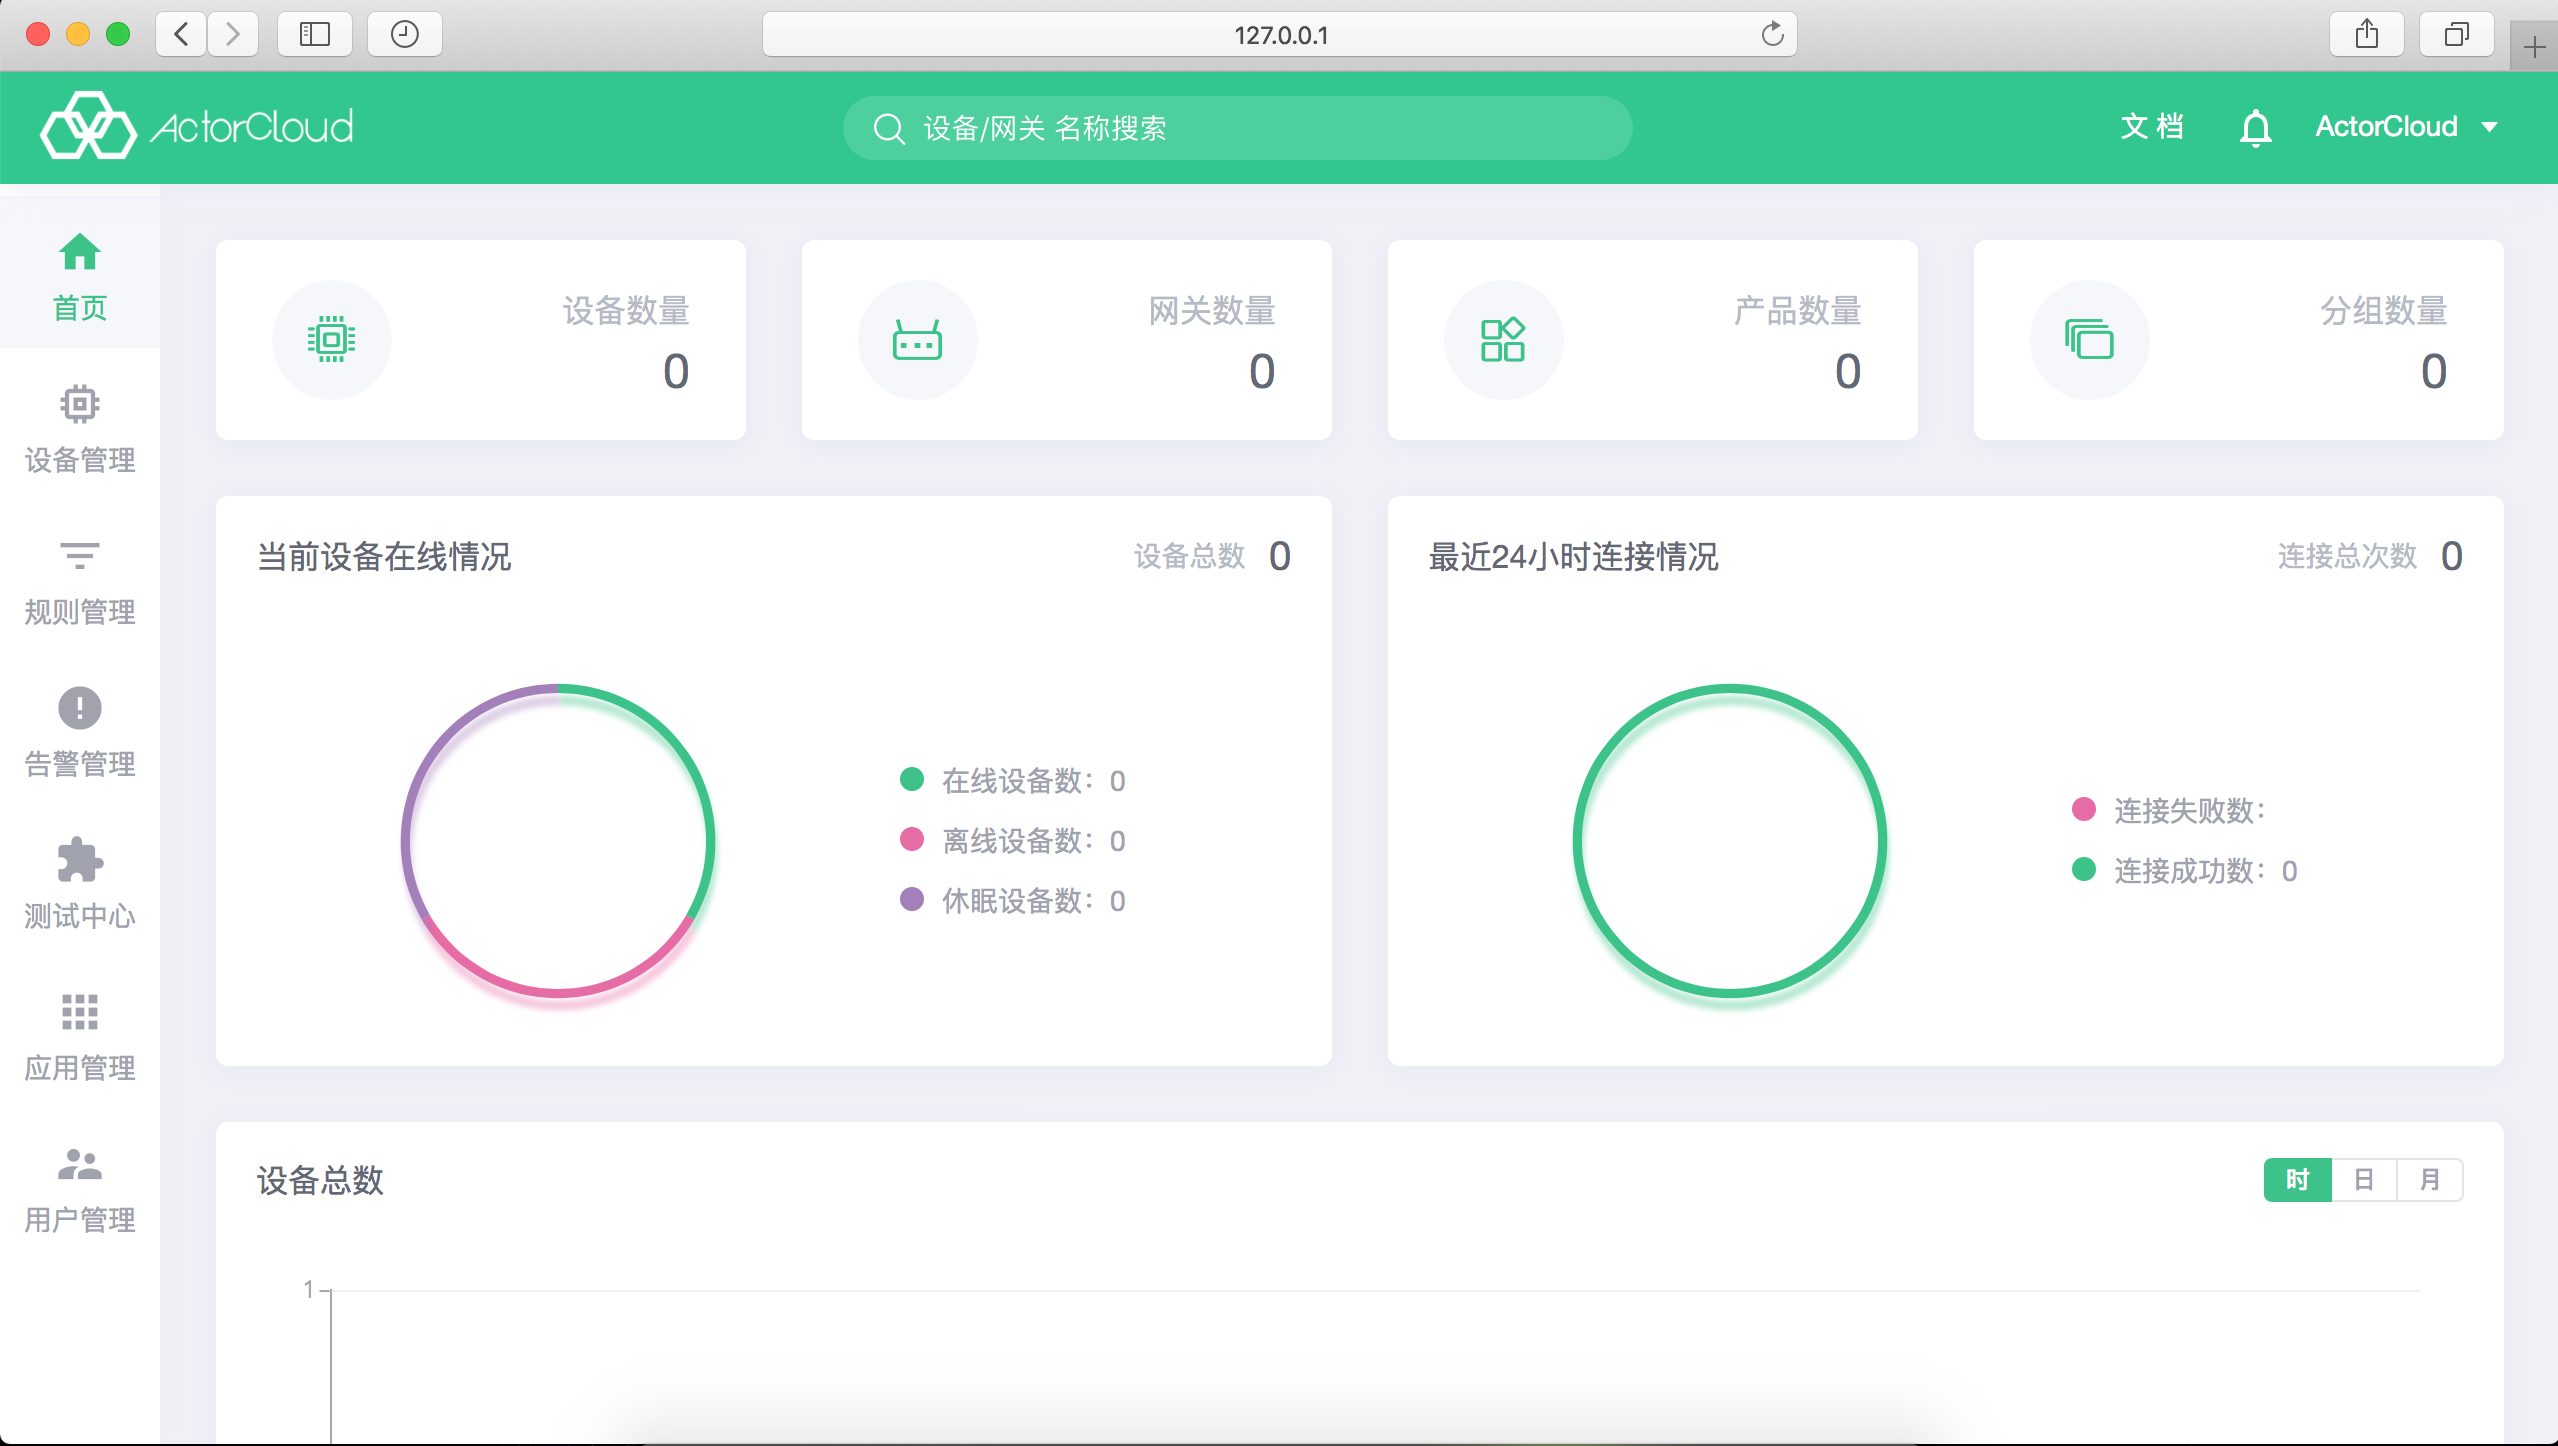 127.0.0.1
ActorCloud
设备/网关 名称搜索
文档
ActorCloud
首页
设备管理
规则管理
告警管理
测试中心
应用管理
用户管理
设备数量
0
网关数量
0
产品数量
0
分组数量
0
当前设备在线情况
设备总数 0
在线设备数：0
离线设备数：0
休眠设备数：0
最近24小时连接情况
连接总次数 0
连接失败数：
连接成功数：0
设备总数
时 日 月
1